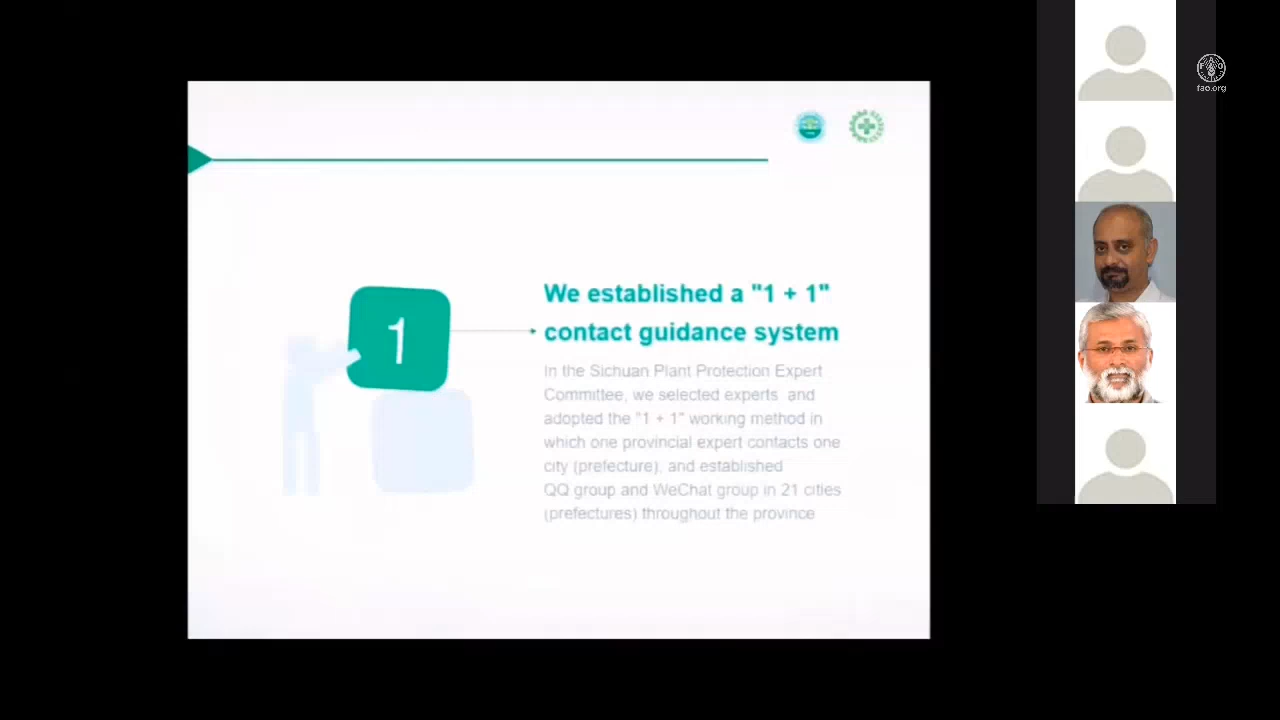 We established a "1 + 1"
contact guidance system
1
In the Sichuan Plant Protection Expert
Committee, we selected experts and
adopted the "1 + 1" working method in
which one provincial expert contacts one
city (prefecture), and established
QQ group and WeChat group in 21 cities
(prefectures) throughout the province
fao.org